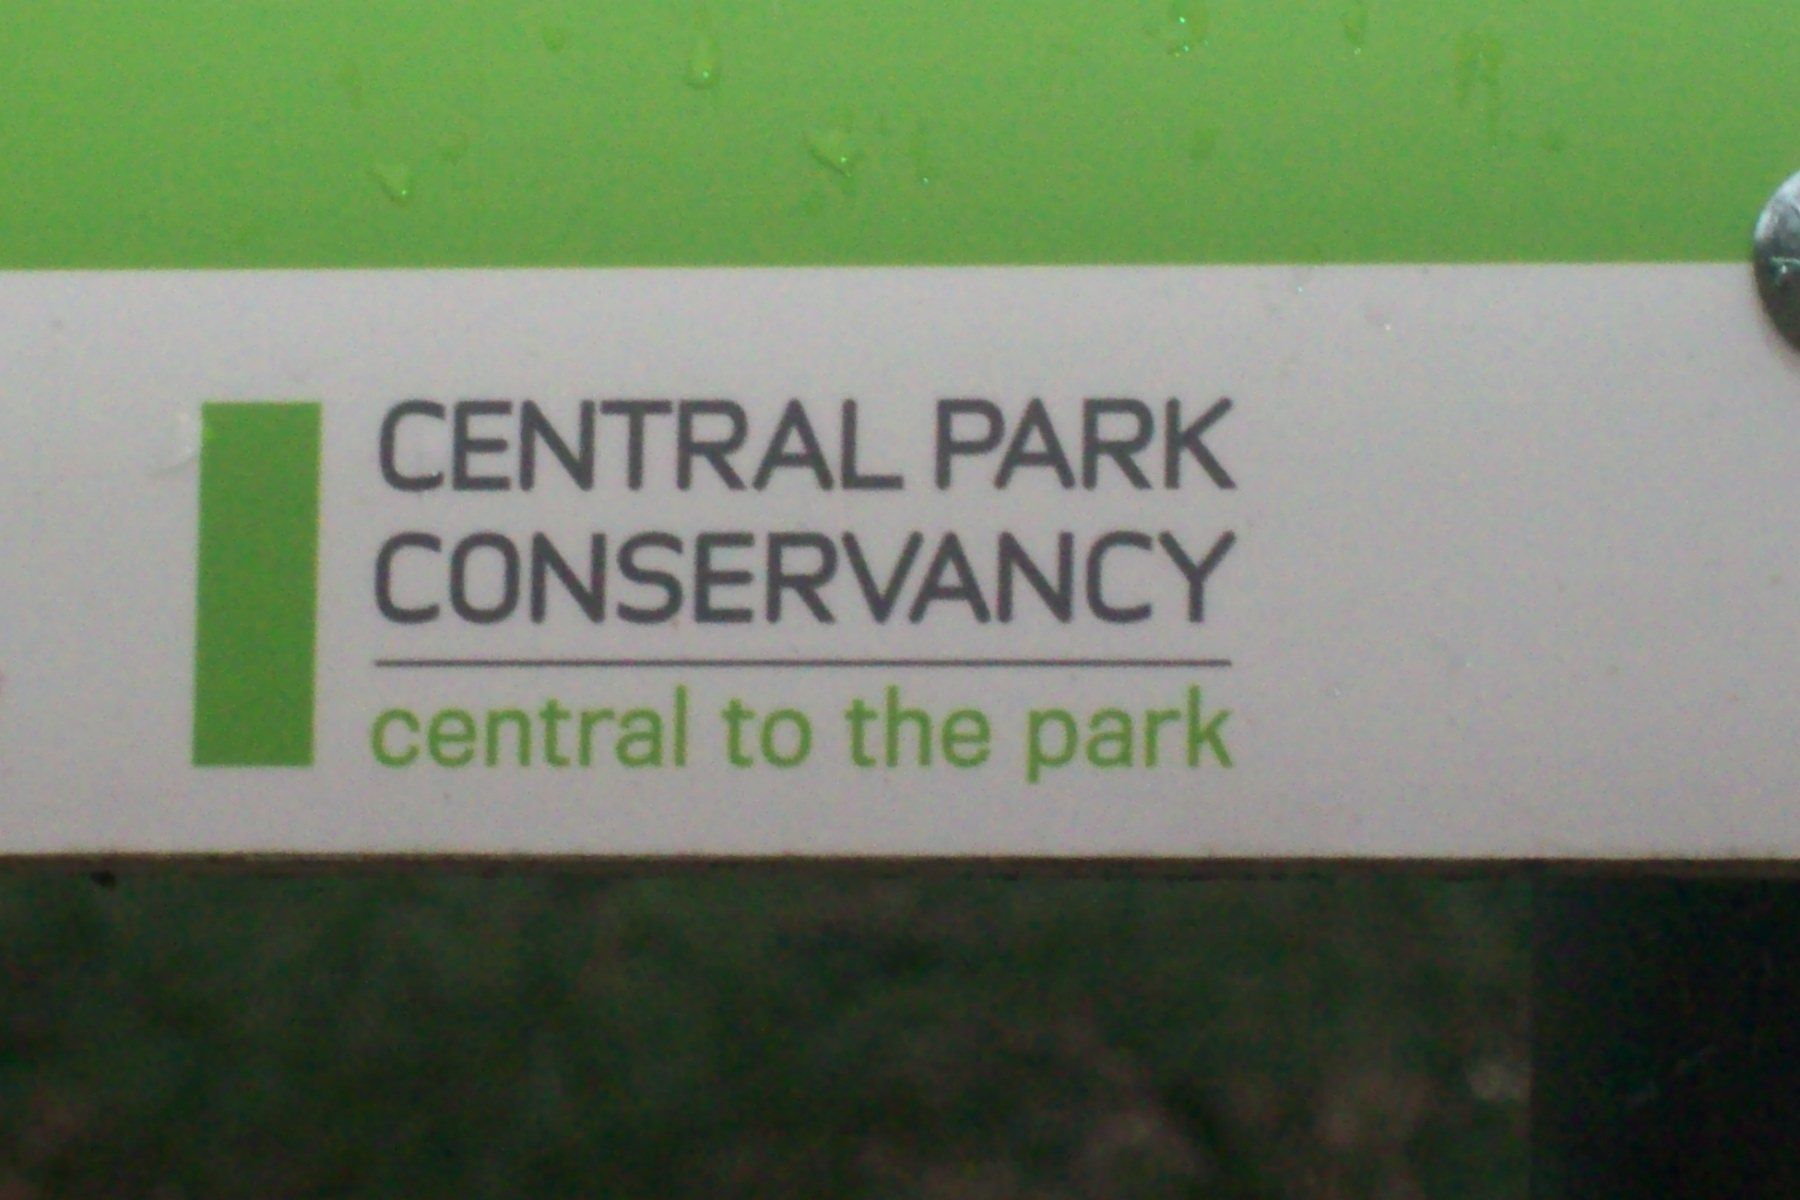 CENTRAL PARK
CONSERVANCY
central to the park